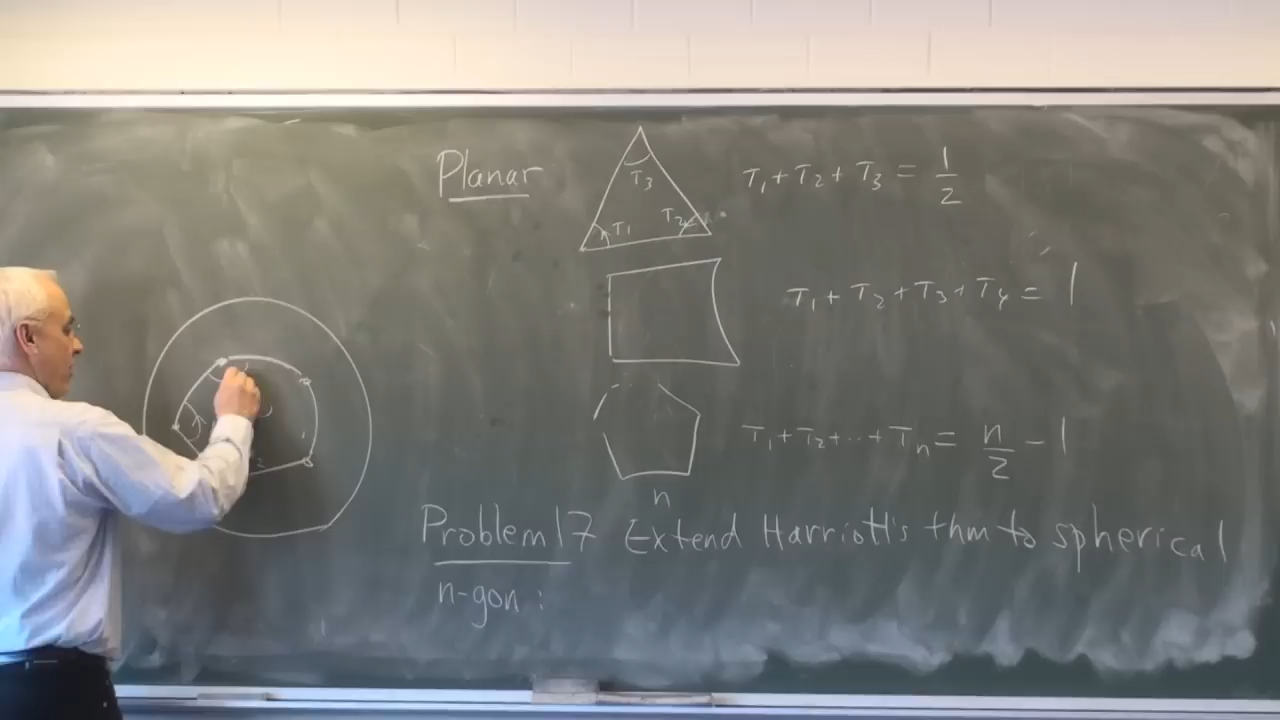 Planar
T3
T1
T2
T1 + T2 + T3 = 1/2
T1 + T2 + T3 + T4 = 1
T1 + T2 + ... + Tn = n/2 - 1
n
Problem 17 Extend Harriott's thm to spherical
n-gon :